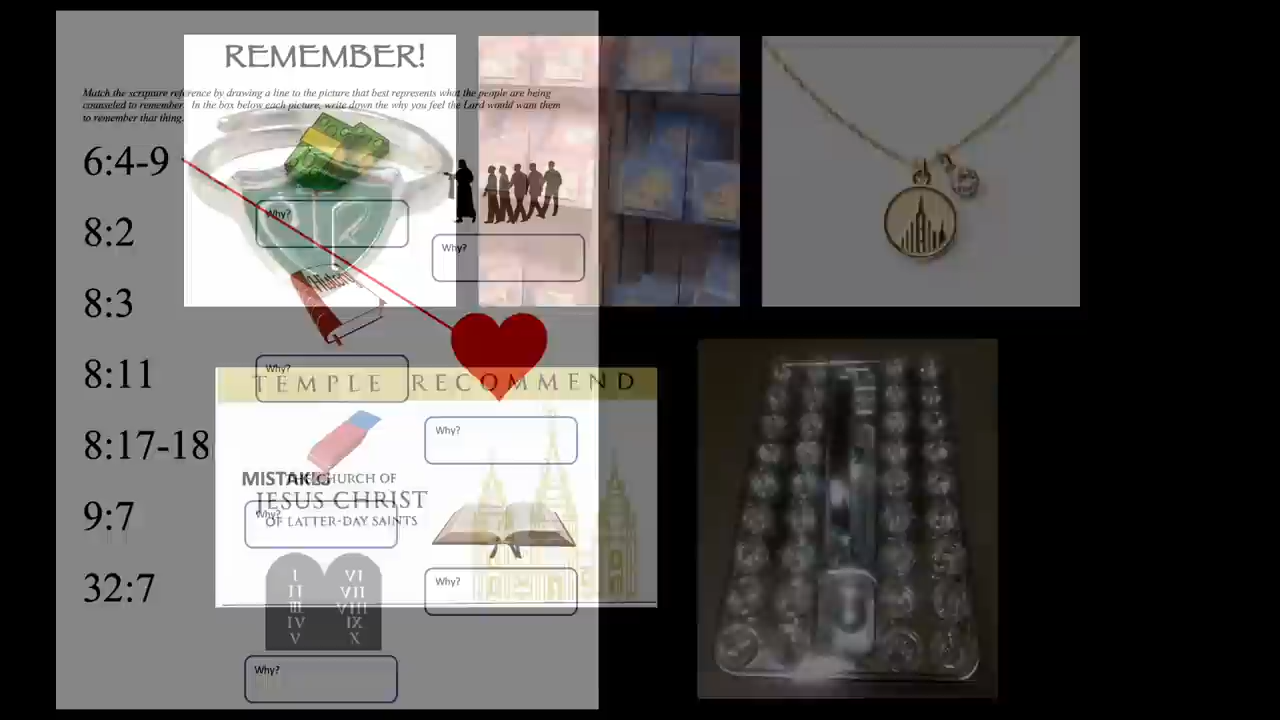 REMEMBER!
Match the scripture reference by drawing a line to the picture that best represents what the people are being
counseled to remember. In the box below each picture, write down the why you feel the Lord would want them
to remember that thing.
6:4-9
8:2
8:3
8:11
8:17-18
9:7
32:7
Why?
Why?
History
Why?
TEMPLE RECOMMEND
Why?
MISTAKES
THE CHURCH OF
JESUS CHRIST
OF LATTER-DAY SAINTS
Why?
Why?
I VI
II VII
III VIII
IV IX
V X
Why?